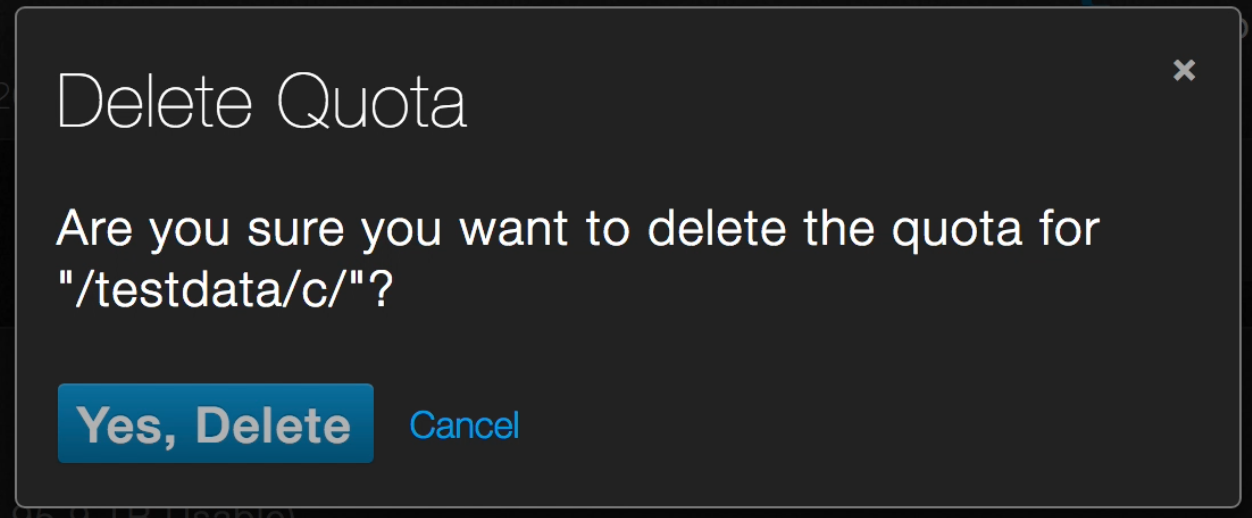 Delete Quota
Are you sure you want to delete the quota for
"/testdata/c/"?
Yes, Delete
Cancel